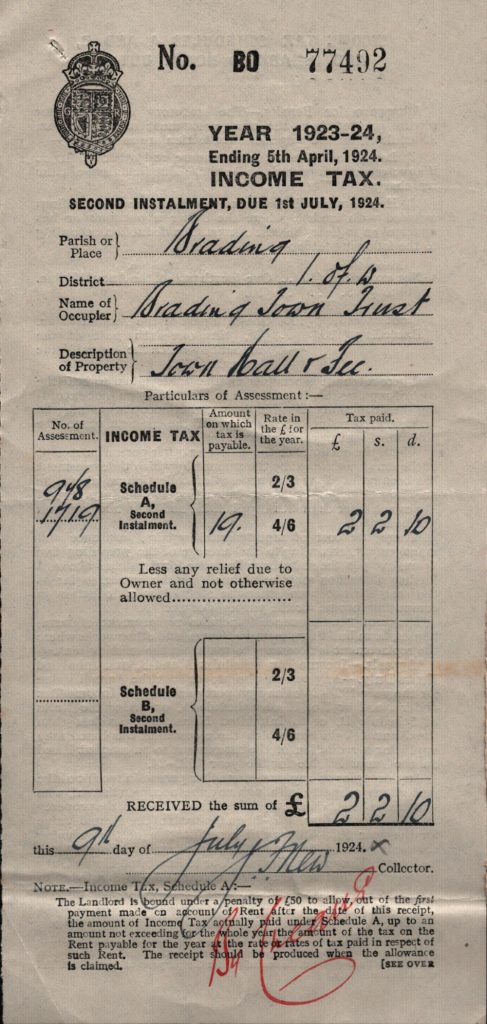 No. BO 77492
YEAR 1923-24,
Ending 5th April, 1924.
INCOME TAX.
SECOND INSTALMENT, DUE 1st JULY, 1924.
Parish or Place } Brading
District I. of W
Name of Occupier } Brading Town Trust
Description of Property } Town Hall &
Particulars of Assessment :—
No. of Assessment. INCOME TAX Amount on which tax is payable. Rate in the £ for the year. Tax paid. £ s. d.
948
1719
Schedule A, Second Instalment. 2/3
19. 4/6 2 2 10
Less any relief due to
Owner and not otherwise
allowed..............................
Schedule B, Second Instalment. 2/3
4/6
RECEIVED the sum of £ 2 2 10
this 9th day of July 1924.
J. Mew Collector.
By
NOTE.—Income Tax, Schedule A:—
The Landlord is bound under a penalty of £50 to allow, out of the first
payment made on account of Rent after the date of this receipt,
the amount of Income Tax actually paid under Schedule A, up to an
amount not exceeding for the whole year the amount of the tax on the
Rent payable for the year at the rate or rates of tax paid in respect of
such Rent. The receipt should be produced when the allowance
is claimed. [SEE OVER